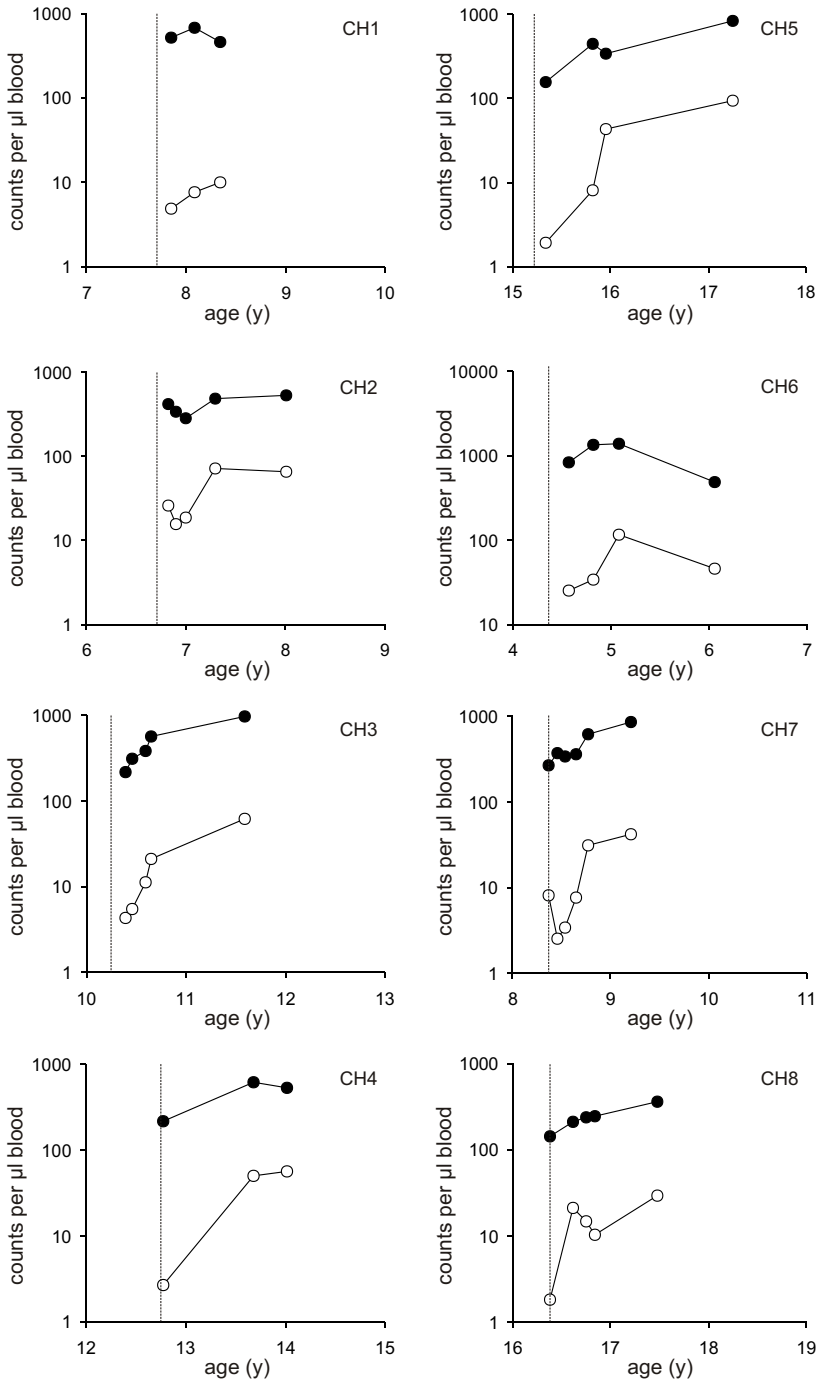 CH1
counts per µl blood
1000
100
10
1
7 8 9 10
age (y)
CH5
counts per µl blood
1000
100
10
1
15 16 17 18
age (y)
CH2
counts per µl blood
1000
100
10
1
6 7 8 9
age (y)
CH6
counts per µl blood
10000
1000
100
10
4 5 6 7
age (y)
CH3
counts per µl blood
1000
100
10
1
10 11 12 13
age (y)
CH7
counts per µl blood
1000
100
10
1
8 9 10 11
age (y)
CH4
counts per µl blood
1000
100
10
1
12 13 14 15
age (y)
CH8
counts per µl blood
1000
100
10
1
16 17 18 19
age (y)